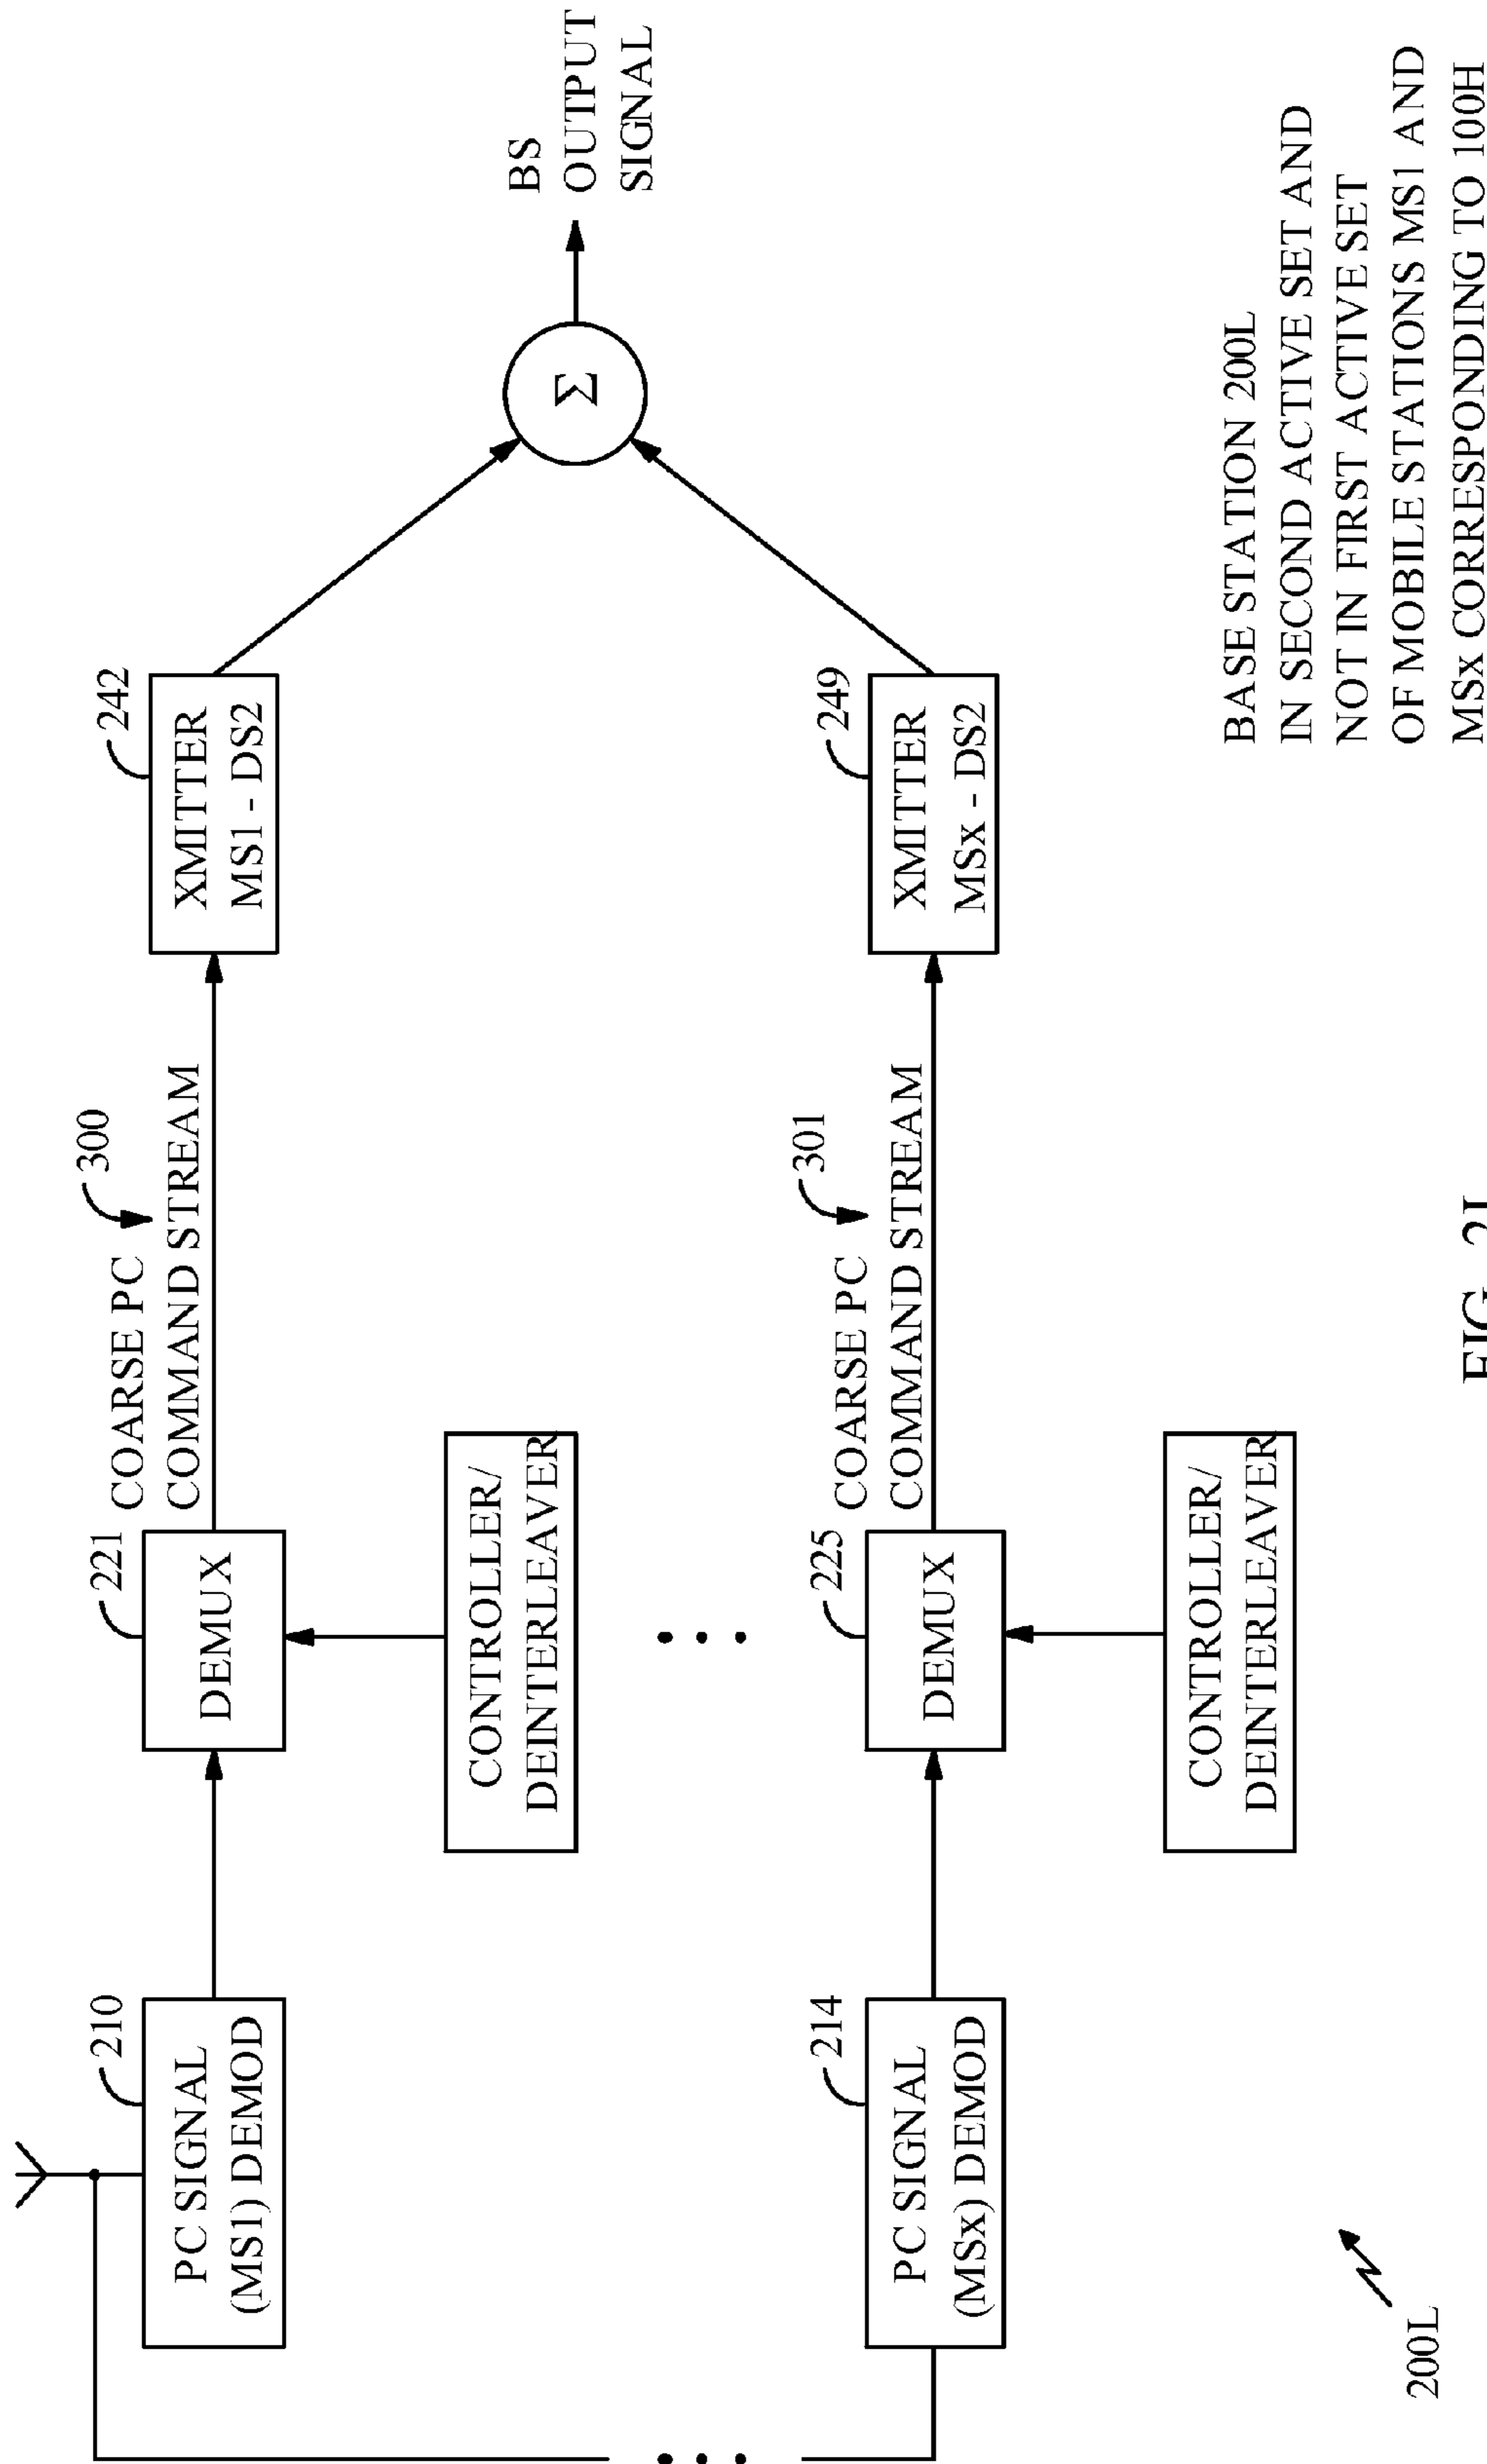 210
PC SIGNAL
(MS1) DEMOD
221
DEMUX
CONTROLLER/
DEINTERLEAVER
COARSE PC
COMMAND STREAM
300
242
XMITTER
MS1 - DS2
Σ
BS
OUTPUT
SIGNAL
214
PC SIGNAL
(MSx) DEMOD
225
DEMUX
CONTROLLER/
DEINTERLEAVER
COARSE PC
COMMAND STREAM
301
249
XMITTER
MSx - DS2
BASE STATION 200L
IN SECOND ACTIVE SET AND
NOT IN FIRST ACTIVE SET
OF MOBILE STATIONS MS1 AND
MSx CORRESPONDING TO 100H
200L
FIG